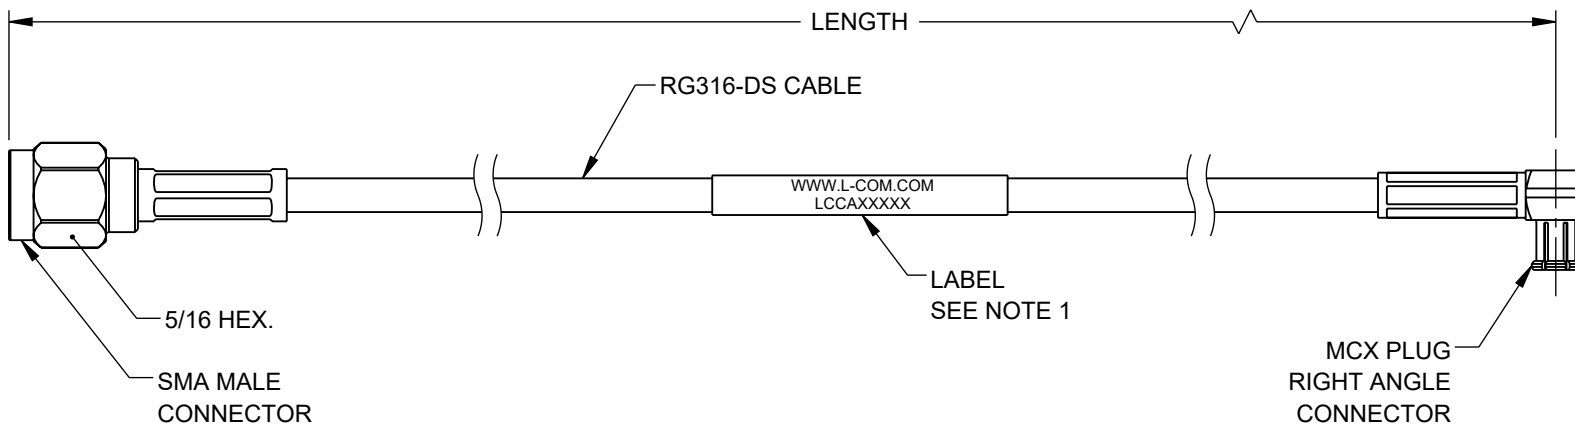 LENGTH
RG316-DS CABLE
WWW.L-COM.COM
LCCAXXXXX
LABEL
SEE NOTE 1
5/16 HEX.
SMA MALE
CONNECTOR
MCX PLUG
RIGHT ANGLE
CONNECTOR